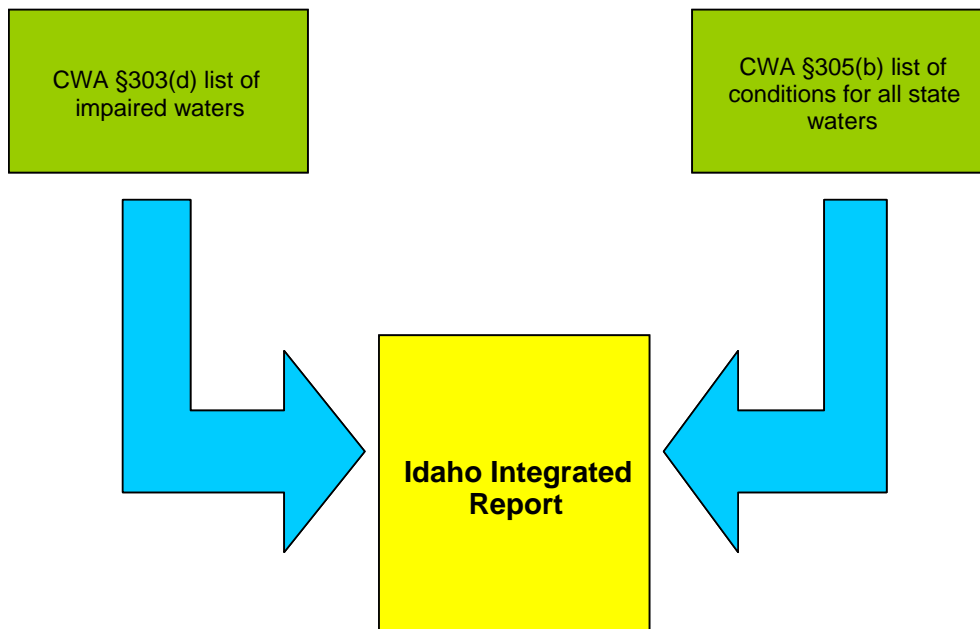 CWA §303(d) list of
impaired waters
CWA §305(b) list of
conditions for all state
waters
Idaho Integrated
Report